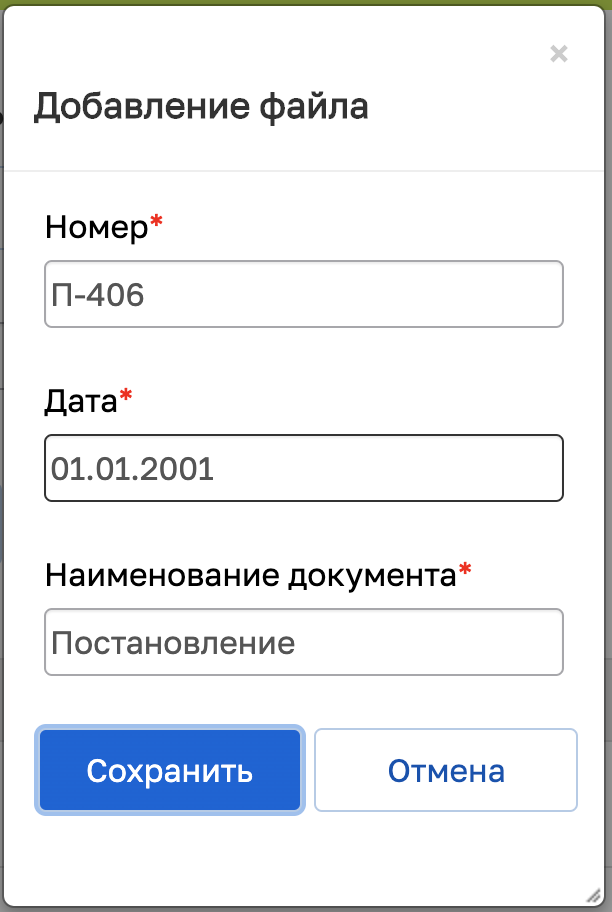 ×
Добавление файла
Номер*
П-406
Дата*
01.01.2001
Наименование документа*
Постановление
Сохранить
Отмена